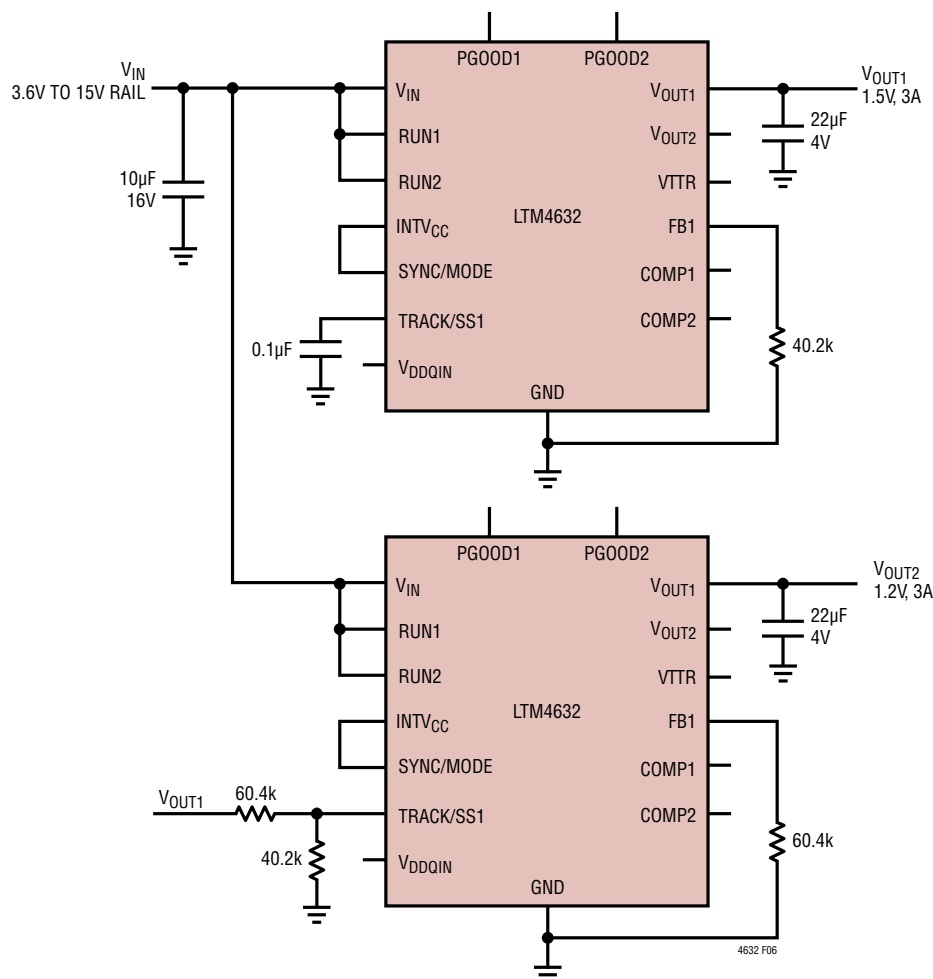 PGOOD1 PGOOD2
VIN
3.6V TO 15V RAIL
10µF
16V
VIN
RUN1
RUN2
INTVCC
SYNC/MODE
TRACK/SS1
VDDQIN
0.1µF
LTM4632
GND
VOUT1
VOUT2
VTTR
FB1
COMP1
COMP2
VOUT1
1.5V, 3A
22µF
4V
40.2k
PGOOD1 PGOOD2
VIN
RUN1
RUN2
INTVCC
SYNC/MODE
TRACK/SS1
VDDQIN
VOUT1
60.4k
40.2k
LTM4632
GND
VOUT1
VOUT2
VTTR
FB1
COMP1
COMP2
VOUT2
1.2V, 3A
22µF
4V
60.4k
4632 F06